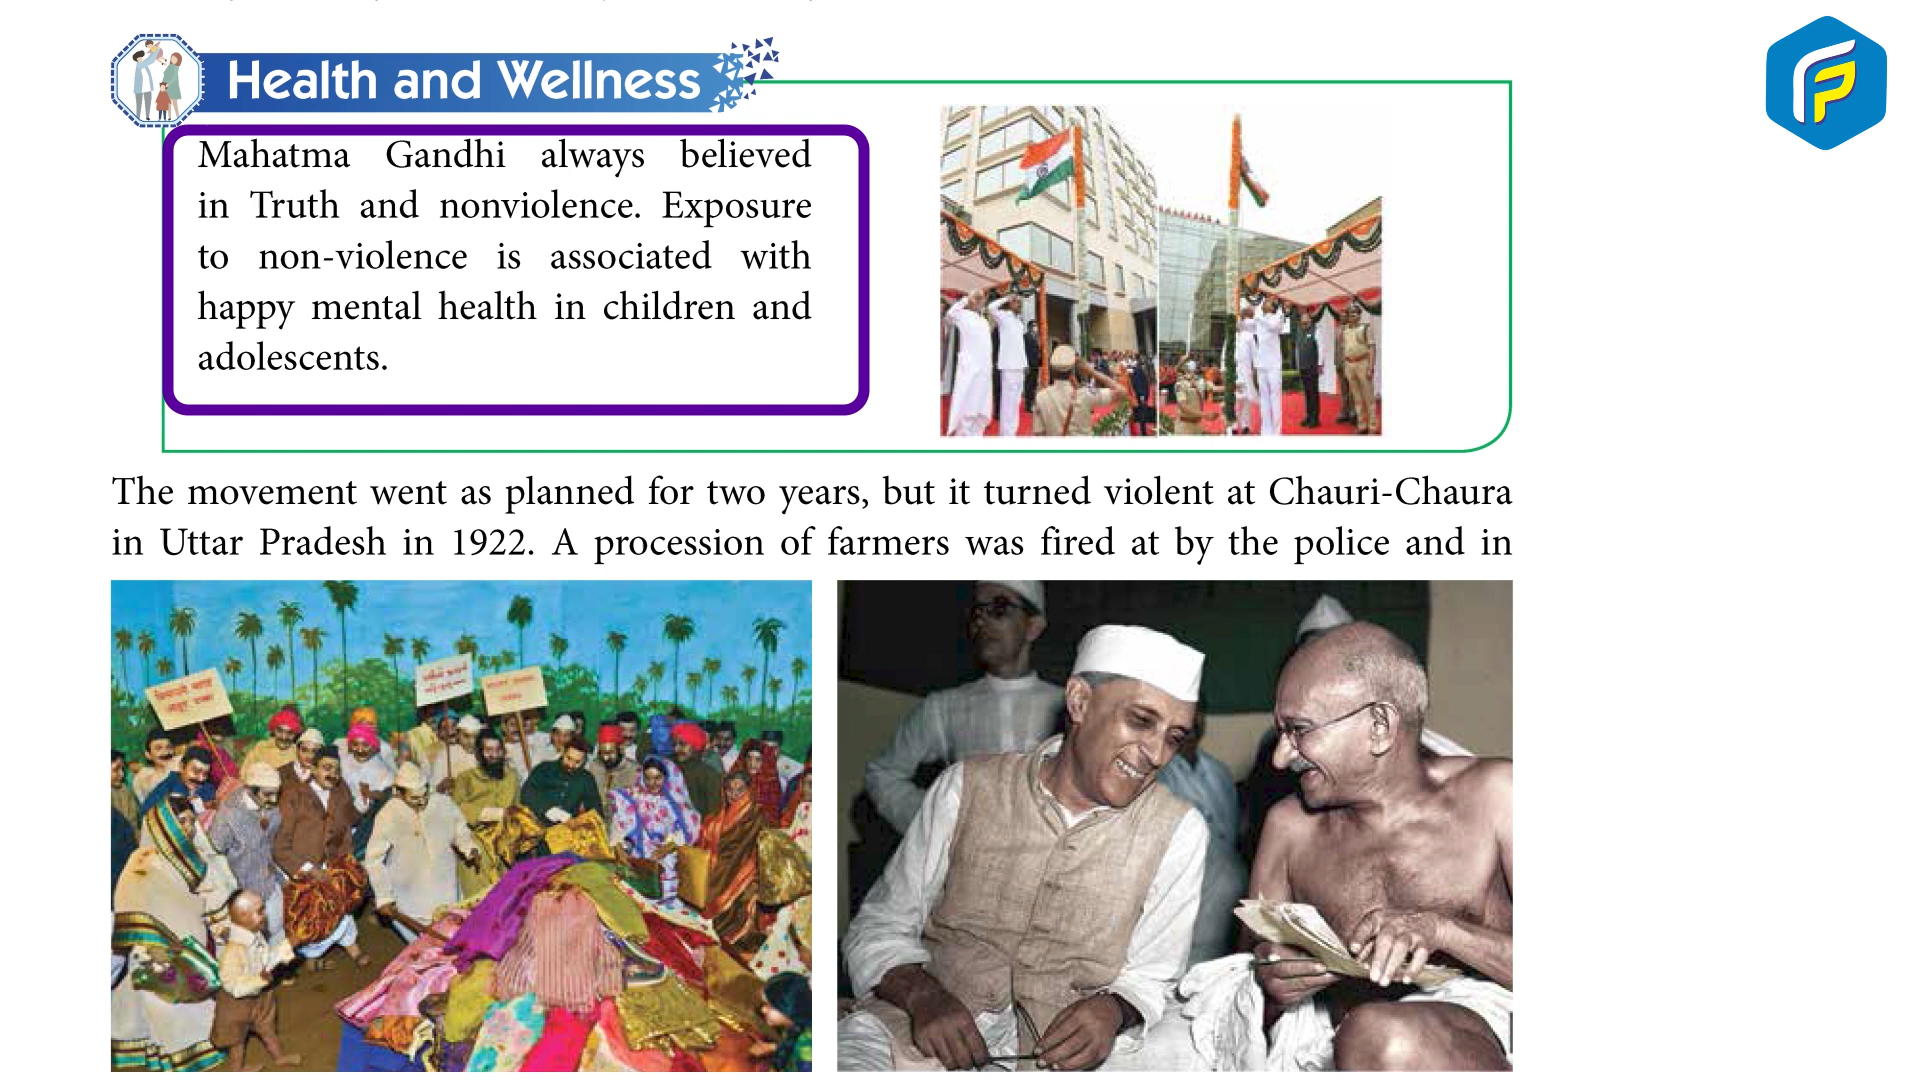 Health and Wellness
Mahatma Gandhi always believed
in Truth and nonviolence. Exposure
to non-violence is associated with
happy mental health in children and
adolescents.
The movement went as planned for two years, but it turned violent at Chauri-Chaura
in Uttar Pradesh in 1922. A procession of farmers was fired at by the police and in